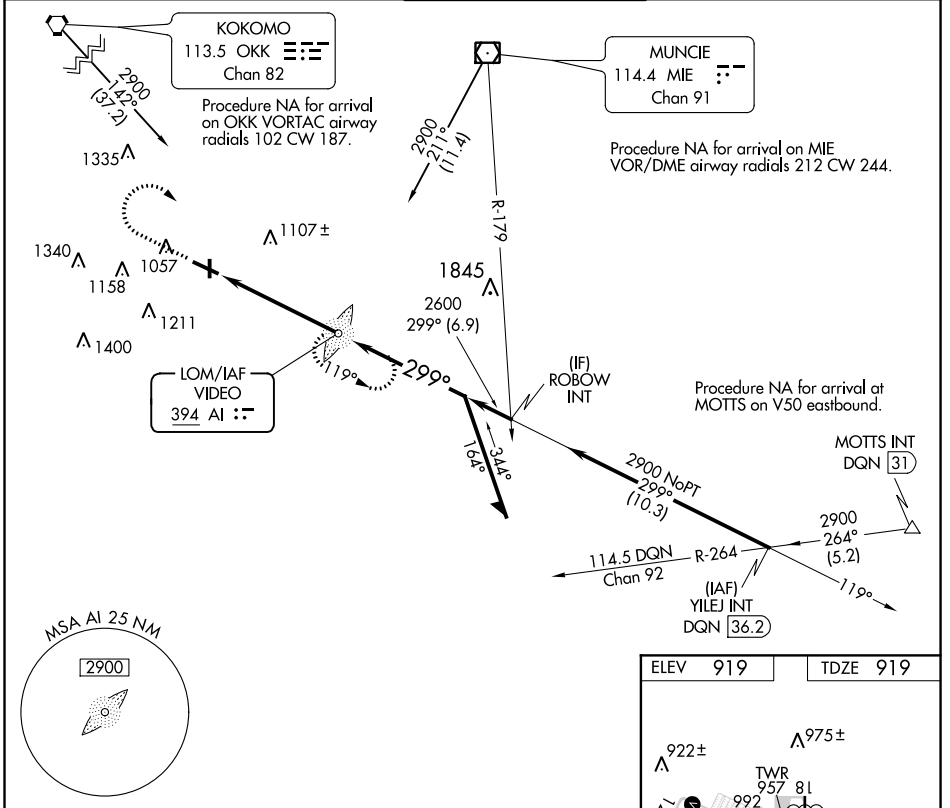 KOKOMO
113.5 OKK
Chan 82
2900
142°
(37.2)
Procedure NA for arrival
on OKK VORTAC airway
radials 102 CW 187.
MUNCIE
114.4 MIE
Chan 91
2900
211°
(11.4)
Procedure NA for arrival on MIE
VOR/DME airway radials 212 CW 244.
R-179
1335
1107±
1340
1057
1158
1211
1400
1845
2600
299° (6.9)
LOM/IAF
VIDEO
394 AI
119°
299°
(IF)
ROBOW
INT
164°
344°
Procedure NA for arrival at
MOTTS on V50 eastbound.
MOTTS INT
DQN 31
2900 NoPT
299°
(10.3)
2900
264°
(5.2)
114.5 DQN R-264
Chan 92
119°
(IAF)
YILEJ INT
DQN 36.2
MSA AI 25 NM
2900
ELEV 919 TDZE 919
922±
975±
TWR
957 81
992